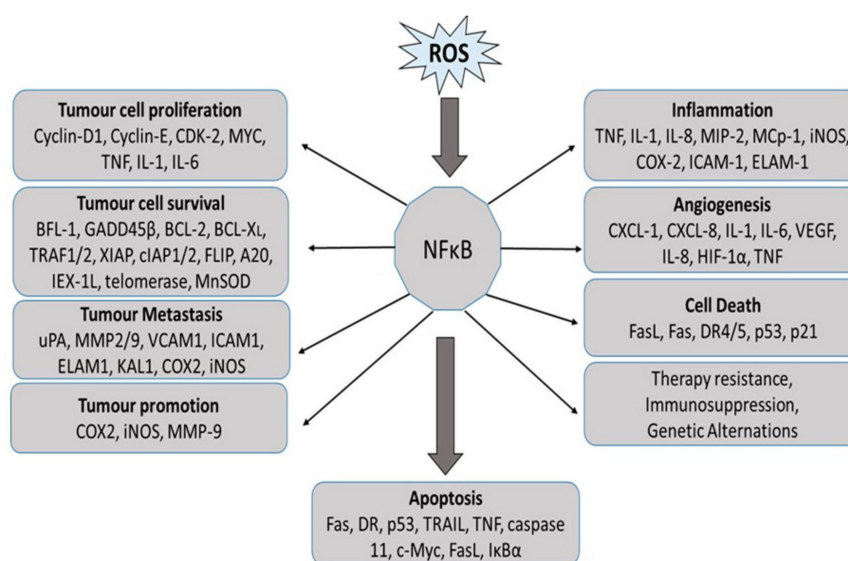 ROS
Tumour cell proliferation
Cyclin-D1, Cyclin-E, CDK-2, MYC,
TNF, IL-1, IL-6
Tumour cell survival
BFL-1, GADD45β, BCL-2, BCL-XL,
TRAF1/2, XIAP, cIAP1/2, FLIP, A20,
IEX-1L, telomerase, MnSOD
Tumour Metastasis
uPA, MMP2/9, VCAM1, ICAM1,
ELAM1, KAL1, COX2, iNOS
Tumour promotion
COX2, iNOS, MMP-9
NFκB
Inflammation
TNF, IL-1, IL-8, MIP-2, MCp-1, iNOS,
COX-2, ICAM-1, ELAM-1
Angiogenesis
CXCL-1, CXCL-8, IL-1, IL-6, VEGF,
IL-8, HIF-1α, TNF
Cell Death
FasL, Fas, DR4/5, p53, p21
Therapy resistance,
Immunosuppression,
Genetic Alternations
Apoptosis
Fas, DR, p53, TRAIL, TNF, caspase
11, c-Myc, FasL, IκBα